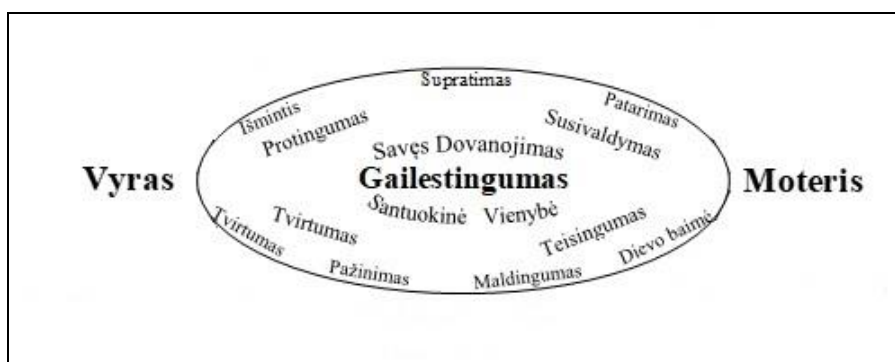 Supratimas
Išmintis
Patarimas
Protingumas
Susivaldymas
Savęs Dovanojimas
Vyras
Gailestingumas
Moteris
Santuokinė Vienybė
Tvirtumas
Tvirtumas
Teisingumas
Dievo baimė
Pažinimas
Maldingumas